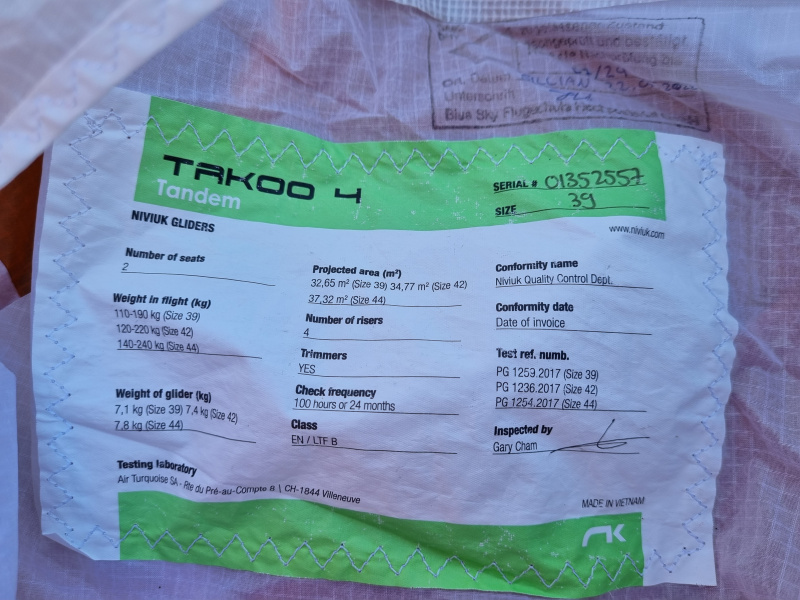 04/24
Blue Sky Flugschule
TAKOO 4
Tandem
SERIAL # 01352557
SIZE 39
NIVIUK GLIDERS
www.niviuk.com
Number of seats
2
Weight in flight (kg)
110-190 kg (Size 39)
120-220 kg (Size 42)
140-240 kg (Size 44)
Weight of glider (kg)
7,1 kg (Size 39) 7,4 kg (Size 42)
7,8 kg (Size 44)
Testing laboratory
Air Turquoise SA - Rte du Pré-au-Compte 8 \ CH-1844 Villeneuve
Projected area (m²)
32,65 m² (Size 39) 34,77 m² (Size 42)
37,32 m² (Size 44)
Number of risers
4
Trimmers
YES
Check frequency
100 hours or 24 months
Class
EN / LTF B
Conformity name
Niviuk Quality Control Dept.
Conformity date
Date of invoice
Test ref. numb.
PG 1259.2017 (Size 39)
PG 1236.2017 (Size 42)
PG 1254.2017 (Size 44)
Inspected by
Gary Cham
MADE IN VIETNAM